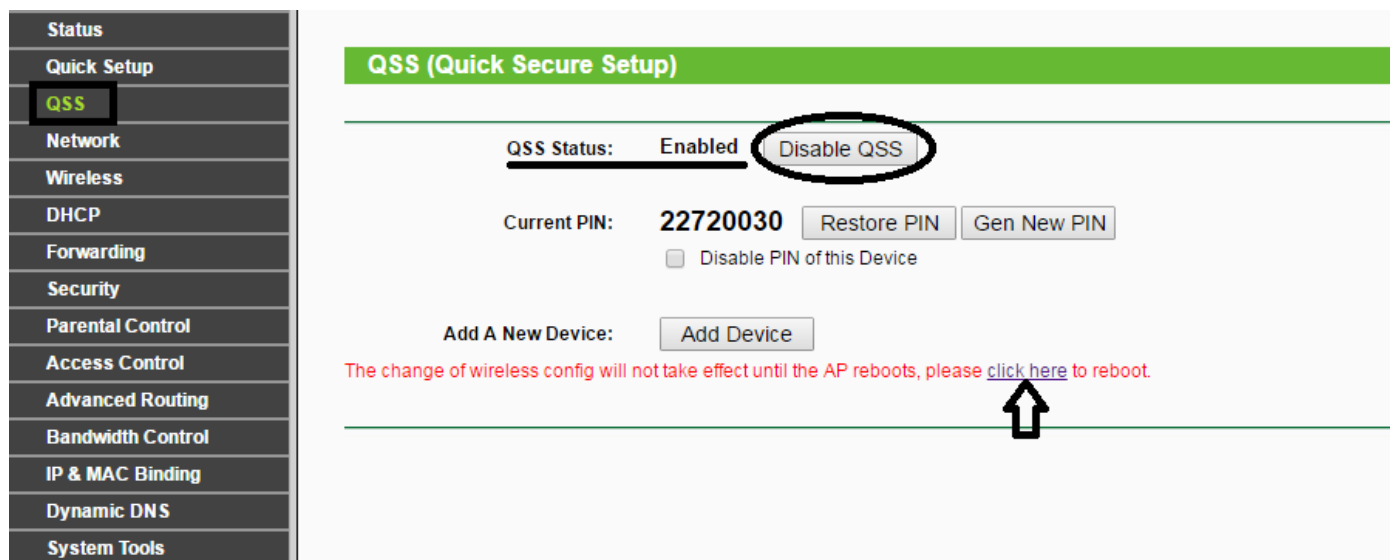 Status
Quick Setup
QSS
Network
Wireless
DHCP
Forwarding
Security
Parental Control
Access Control
Advanced Routing
Bandwidth Control
IP & MAC Binding
Dynamic DNS
System Tools
QSS (Quick Secure Setup)
QSS Status: Enabled Disable QSS
Current PIN: 22720030 Restore PIN Gen New PIN
Disable PIN of this Device
Add A New Device: Add Device
The change of wireless config will not take effect until the AP reboots, please click here to reboot.